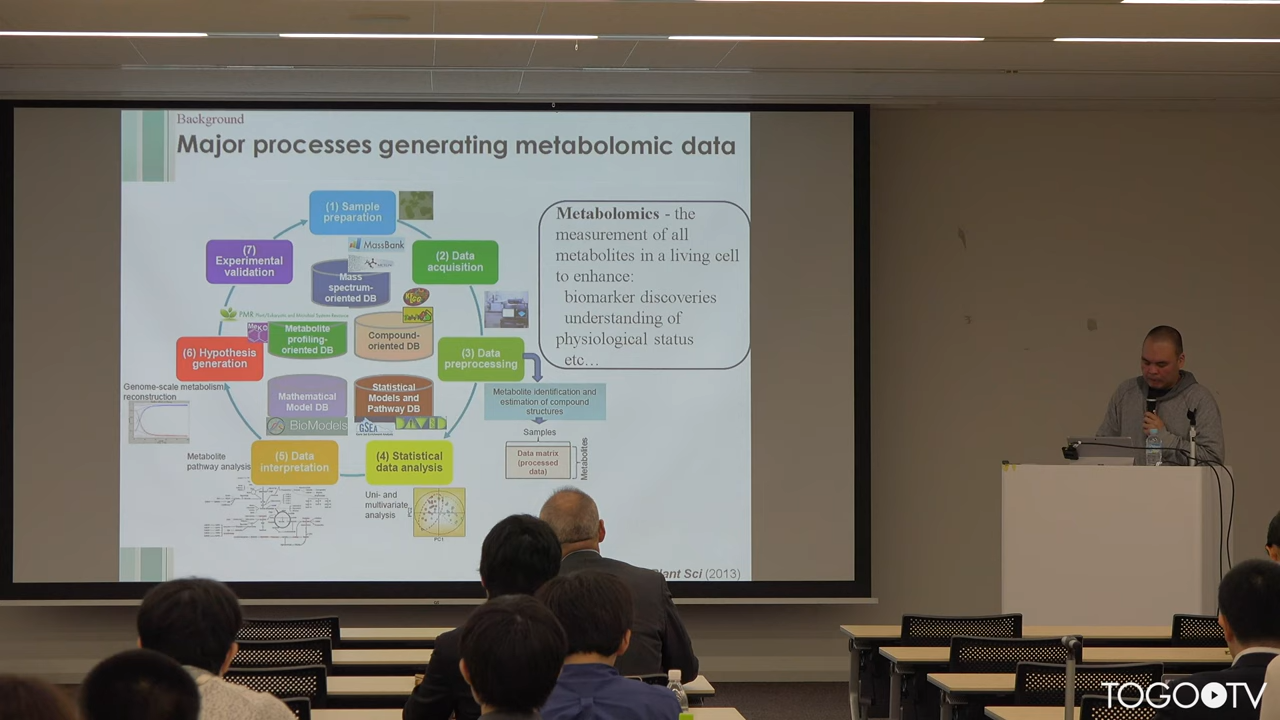 Background
Major processes generating metabolomic data
(1) Sample
preparation
(7)
Experimental
validation
MassBank
(2) Data
acquisition
Mass
spectrum-
oriented DB
PMR
Metabolite
profiling-
oriented DB
Compound-
oriented DB
(6) Hypothesis
generation
(3) Data
preprocessing
Metabolomics - the
measurement of all
metabolites in a living cell
to enhance:
biomarker discoveries
understanding of
physiological status
etc…
Genome-scale metabolism
reconstruction
Mathematical
Model DB
Statistical
Models and
Pathway DB
BioModels
GSEA
Metabolite identification and
estimation of compound
structures
Samples
Data matrix
(processed
data)
Metabolites
Metabolite
pathway analysis
(5) Data
interpretation
(4) Statistical
data analysis
Uni- and
multivariate
analysis
PC1
Plant Sci (2013)
TOGOTV